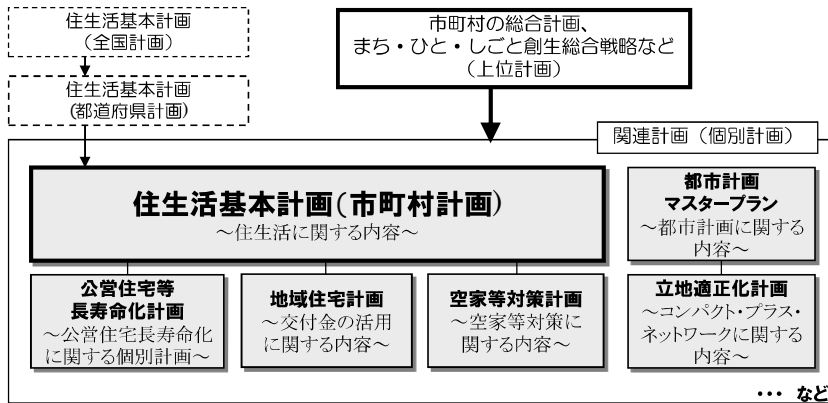 住生活基本計画
（全国計画）
住生活基本計画
(都道府県計画)
市町村の総合計画、
まち・ひと・しごと創生総合戦略など
（上位計画）
関連計画（個別計画）
住生活基本計画(市町村計画)
～住生活に関する内容～
都市計画
マスタープラン
～都市計画に関する
内容～
公営住宅等
長寿命化計画
～公営住宅長寿命化
に関する個別計画～
地域住宅計画
～交付金の活用
に関する内容～
空家等対策計画
～空家等対策に
関する内容～
立地適正化計画
～コンパクト・プラス・
ネットワークに関する
内容～
… など